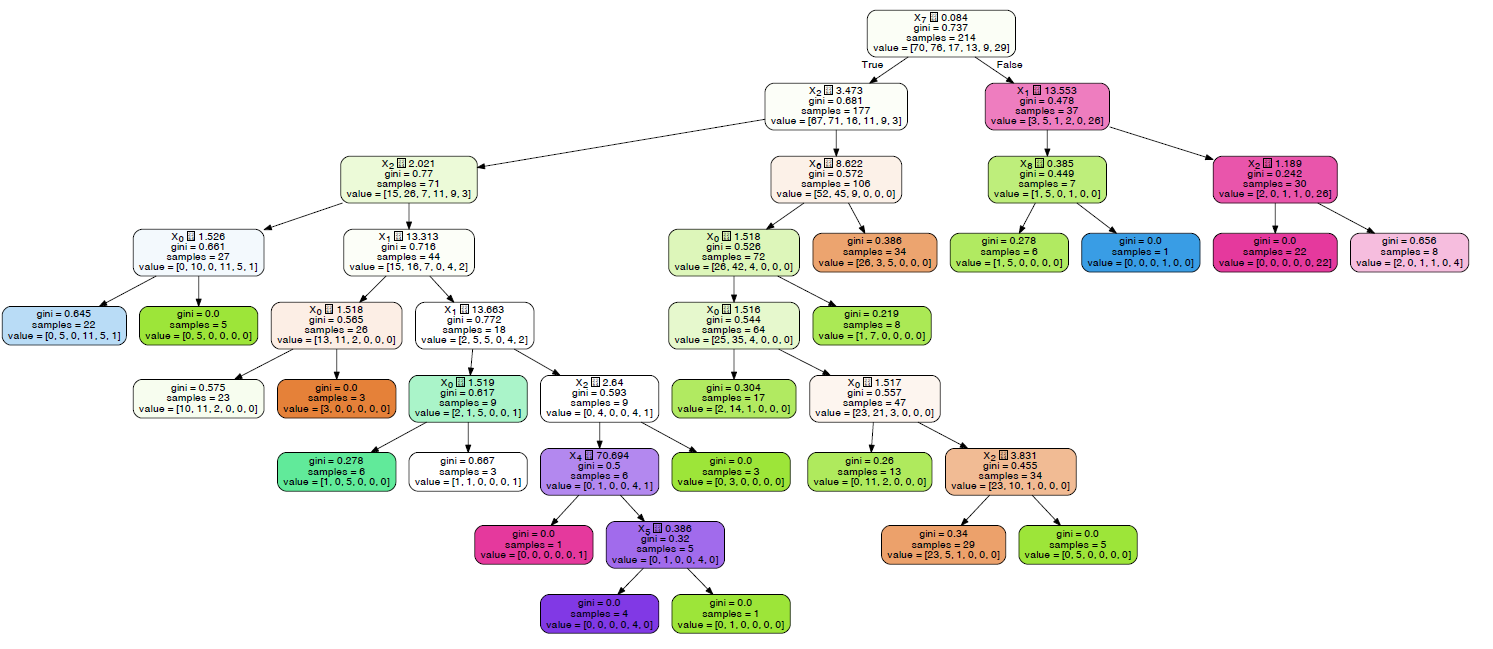 X₇ □ 0.084
gini = 0.737
samples = 214
value = [70, 76, 17, 13, 9, 29]
True
False
X₂ □ 3.473
gini = 0.681
samples = 177
value = [67, 71, 16, 11, 9, 3]
X₁ □ 13.553
gini = 0.478
samples = 37
value = [3, 5, 1, 2, 0, 26]
X₂ □ 2.021
gini = 0.77
samples = 71
value = [15, 26, 7, 11, 9, 3]
X₆ □ 8.622
gini = 0.572
samples = 106
value = [52, 45, 9, 0, 0, 0]
X₈ □ 0.385
gini = 0.449
samples = 7
value = [1, 5, 0, 1, 0, 0]
X₂ □ 1.189
gini = 0.242
samples = 30
value = [2, 0, 1, 1, 0, 26]
X₀ □ 1.526
gini = 0.661
samples = 27
value = [0, 10, 0, 11, 5, 1]
X₁ □ 13.313
gini = 0.716
samples = 44
value = [15, 16, 7, 0, 4, 2]
X₀ □ 1.518
gini = 0.526
samples = 72
value = [26, 42, 4, 0, 0, 0]
gini = 0.386
samples = 34
value = [26, 3, 5, 0, 0, 0]
gini = 0.278
samples = 6
value = [1, 5, 0, 0, 0, 0]
gini = 0.0
samples = 1
value = [0, 0, 0, 1, 0, 0]
gini = 0.0
samples = 22
value = [0, 0, 0, 0, 0, 22]
gini = 0.656
samples = 8
value = [2, 0, 1, 1, 0, 4]
gini = 0.645
samples = 22
value = [0, 5, 0, 11, 5, 1]
gini = 0.0
samples = 5
value = [0, 5, 0, 0, 0, 0]
X₀ □ 1.518
gini = 0.565
samples = 26
value = [13, 11, 2, 0, 0, 0]
X₁ □ 13.663
gini = 0.772
samples = 18
value = [2, 5, 5, 0, 4, 2]
X₀ □ 1.516
gini = 0.544
samples = 64
value = [25, 35, 4, 0, 0, 0]
gini = 0.219
samples = 8
value = [1, 7, 0, 0, 0, 0]
gini = 0.575
samples = 23
value = [10, 11, 2, 0, 0, 0]
gini = 0.0
samples = 3
value = [3, 0, 0, 0, 0, 0]
X₀ □ 1.519
gini = 0.617
samples = 9
value = [2, 1, 5, 0, 0, 1]
X₂ □ 2.64
gini = 0.593
samples = 9
value = [0, 4, 0, 0, 4, 1]
gini = 0.304
samples = 17
value = [2, 14, 1, 0, 0, 0]
X₀ □ 1.517
gini = 0.557
samples = 47
value = [23, 21, 3, 0, 0, 0]
gini = 0.278
samples = 6
value = [1, 0, 5, 0, 0, 0]
gini = 0.667
samples = 3
value = [1, 1, 0, 0, 0, 1]
X₄ □ 70.694
gini = 0.5
samples = 6
value = [0, 1, 0, 0, 4, 1]
gini = 0.0
samples = 3
value = [0, 3, 0, 0, 0, 0]
gini = 0.26
samples = 13
value = [0, 11, 2, 0, 0, 0]
X₂ □ 3.831
gini = 0.455
samples = 34
value = [23, 10, 1, 0, 0, 0]
gini = 0.0
samples = 1
value = [0, 0, 0, 0, 0, 1]
X₅ □ 0.386
gini = 0.32
samples = 5
value = [0, 1, 0, 0, 4, 0]
gini = 0.34
samples = 29
value = [23, 5, 1, 0, 0, 0]
gini = 0.0
samples = 5
value = [0, 5, 0, 0, 0, 0]
gini = 0.0
samples = 4
value = [0, 0, 0, 0, 4, 0]
gini = 0.0
samples = 1
value = [0, 1, 0, 0, 0, 0]